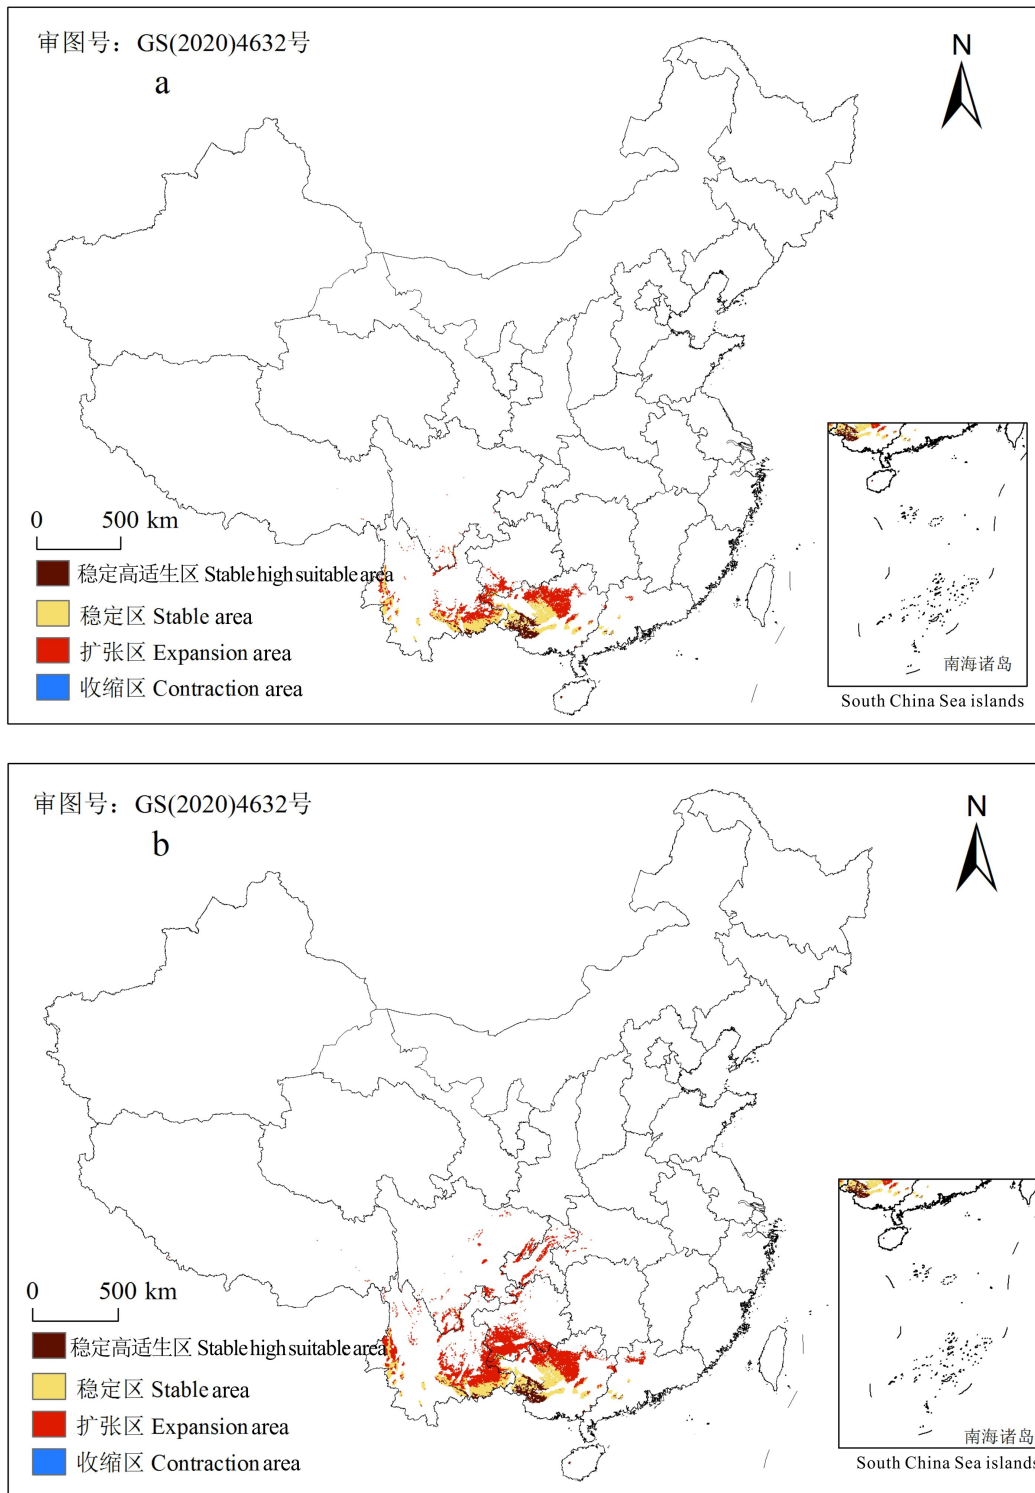 审图号：GS(2020)4632号
a
N
0 500 km
稳定高适生区 Stable high suitable area
稳定区 Stable area
扩张区 Expansion area
收缩区 Contraction area
南海诸岛
South China Sea islands
审图号：GS(2020)4632号
b
N
0 500 km
稳定高适生区 Stable high suitable area
稳定区 Stable area
扩张区 Expansion area
收缩区 Contraction area
南海诸岛
South China Sea islands